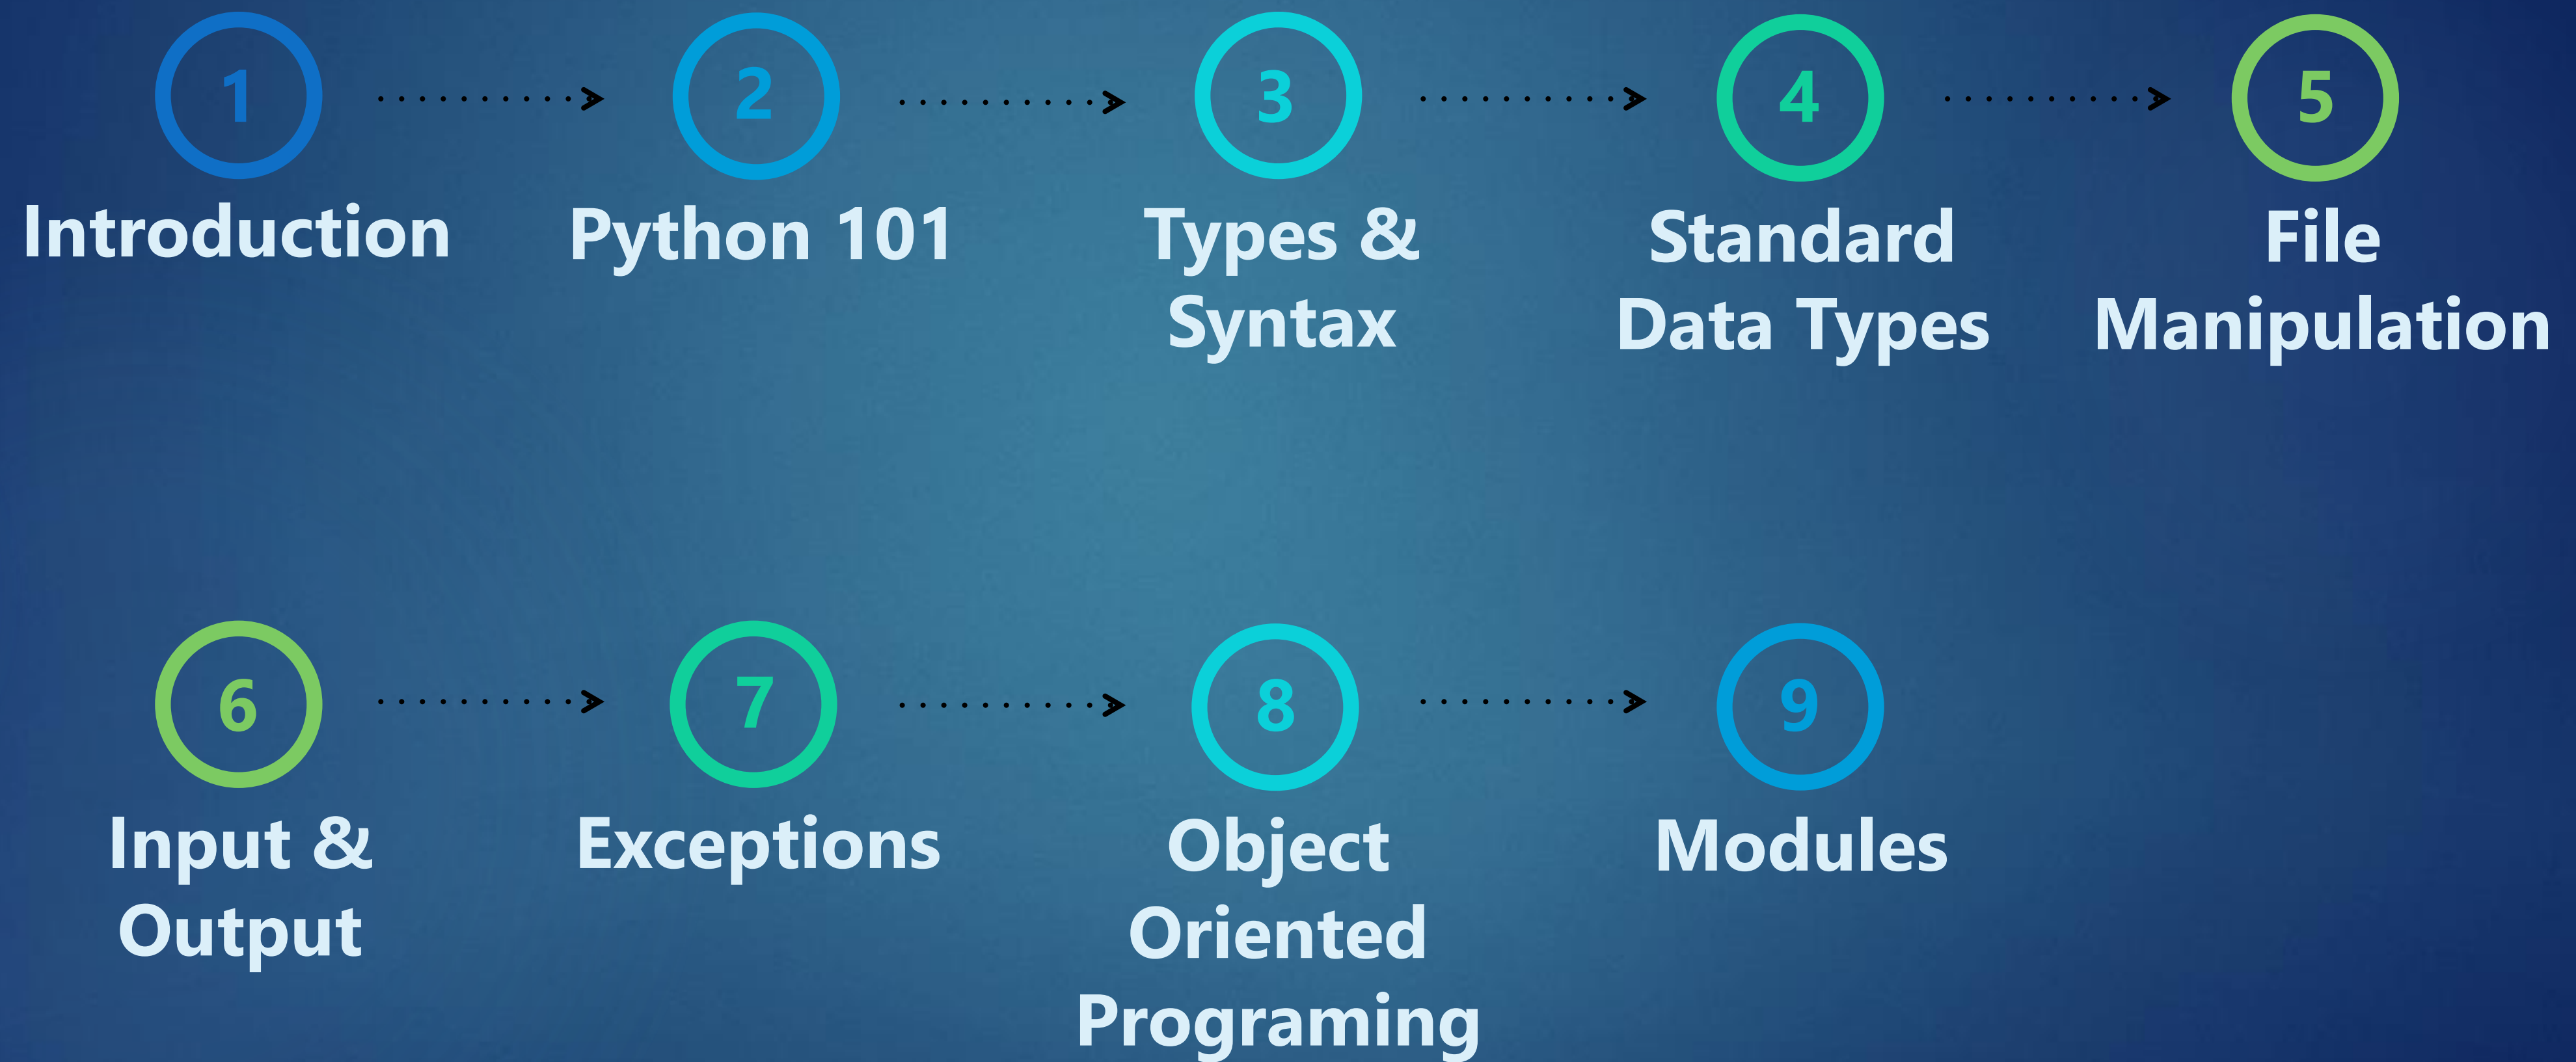 1
Introduction
2
Python 101
3
Types &
Syntax
4
Standard
Data Types
5
File
Manipulation
6
Input &
Output
7
Exceptions
8
Object
Oriented
Programing
9
Modules